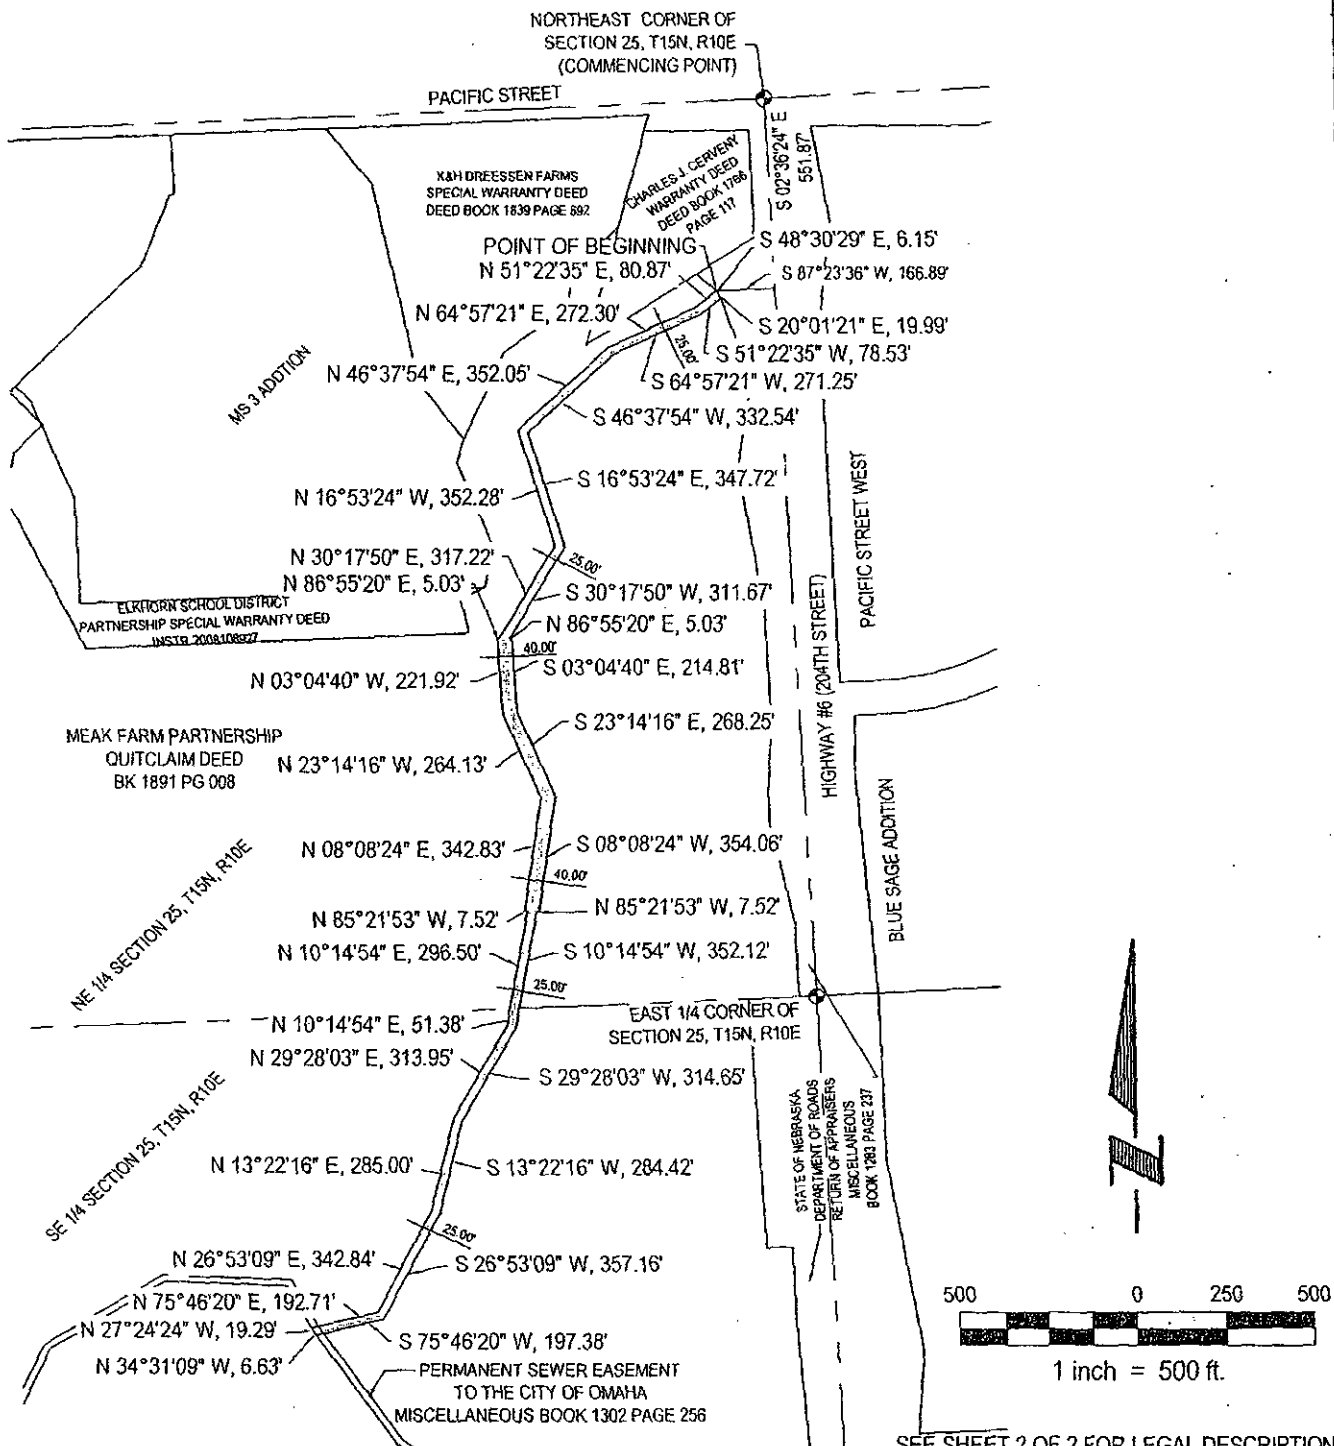 NORTHEAST CORNER OF
SECTION 25, T15N, R10E
(COMMENCING POINT)
PACIFIC STREET
S 02°36'24" E
551.87'
K&H DREESSEN FARMS
SPECIAL WARRANTY DEED
DEED BOOK 1839 PAGE 692
CHARLES J. CERVENY
WARRANTY DEED
DEED BOOK 1766
PAGE 117
POINT OF BEGINNING
S 48°30'29" E, 6.15'
N 51°22'35" E, 80.87'
S 87°23'36" W, 166.89'
N 64°57'21" E, 272.30'
S 20°01'21" E, 19.99'
25.00'
S 51°22'35" W, 78.53'
MS 3 ADDTION
N 46°37'54" E, 352.05'
S 64°57'21" W, 271.25'
S 46°37'54" W, 332.54'
S 16°53'24" E, 347.72'
N 16°53'24" W, 352.28'
PACIFIC STREET WEST
N 30°17'50" E, 317.22'
25.00'
N 86°55'20" E, 5.03'
S 30°17'50" W, 311.67'
ELKHORN SCHOOL DISTRICT
PARTNERSHIP SPECIAL WARRANTY DEED
INSTR 2008108927
N 86°55'20" E, 5.03'
40.00'
S 03°04'40" E, 214.81'
N 03°04'40" W, 221.92'
HIGHWAY #6 (204TH STREET)
S 23°14'16" E, 268.25'
MEAK FARM PARTNERSHIP
QUITCLAIM DEED
BK 1891 PG 008
N 23°14'16" W, 264.13'
BLUE SAGE ADDITION
N 08°08'24" E, 342.83'
S 08°08'24" W, 354.06'
40.00'
NE 1/4 SECTION 25, T15N, R10E
N 85°21'53" W, 7.52'
N 85°21'53" W, 7.52'
N 10°14'54" E, 296.50'
S 10°14'54" W, 352.12'
25.00'
EAST 1/4 CORNER OF
SECTION 25, T15N, R10E
N 10°14'54" E, 51.38'
N 29°28'03" E, 313.95'
S 29°28'03" W, 314.65'
SE 1/4 SECTION 25, T15N, R10E
STATE OF NEBRASKA
DEPARTMENT OF ROADS
RETURN OF APPRAISERS
MISCELLANEOUS
BOOK 1283 PAGE 237
N 13°22'16" E, 285.00'
S 13°22'16" W, 284.42'
25.00'
N 26°53'09" E, 342.84'
S 26°53'09" W, 357.16'
N 75°46'20" E, 192.71'
N 27°24'24" W, 19.29'
S 75°46'20" W, 197.38'
N 34°31'09" W, 6.63'
PERMANENT SEWER EASEMENT
TO THE CITY OF OMAHA
MISCELLANEOUS BOOK 1302 PAGE 256
N
500 0 250 500
1 inch = 500 ft.
SEE SHEET 2 OF 2 FOR LEGAL DESCRIPTION